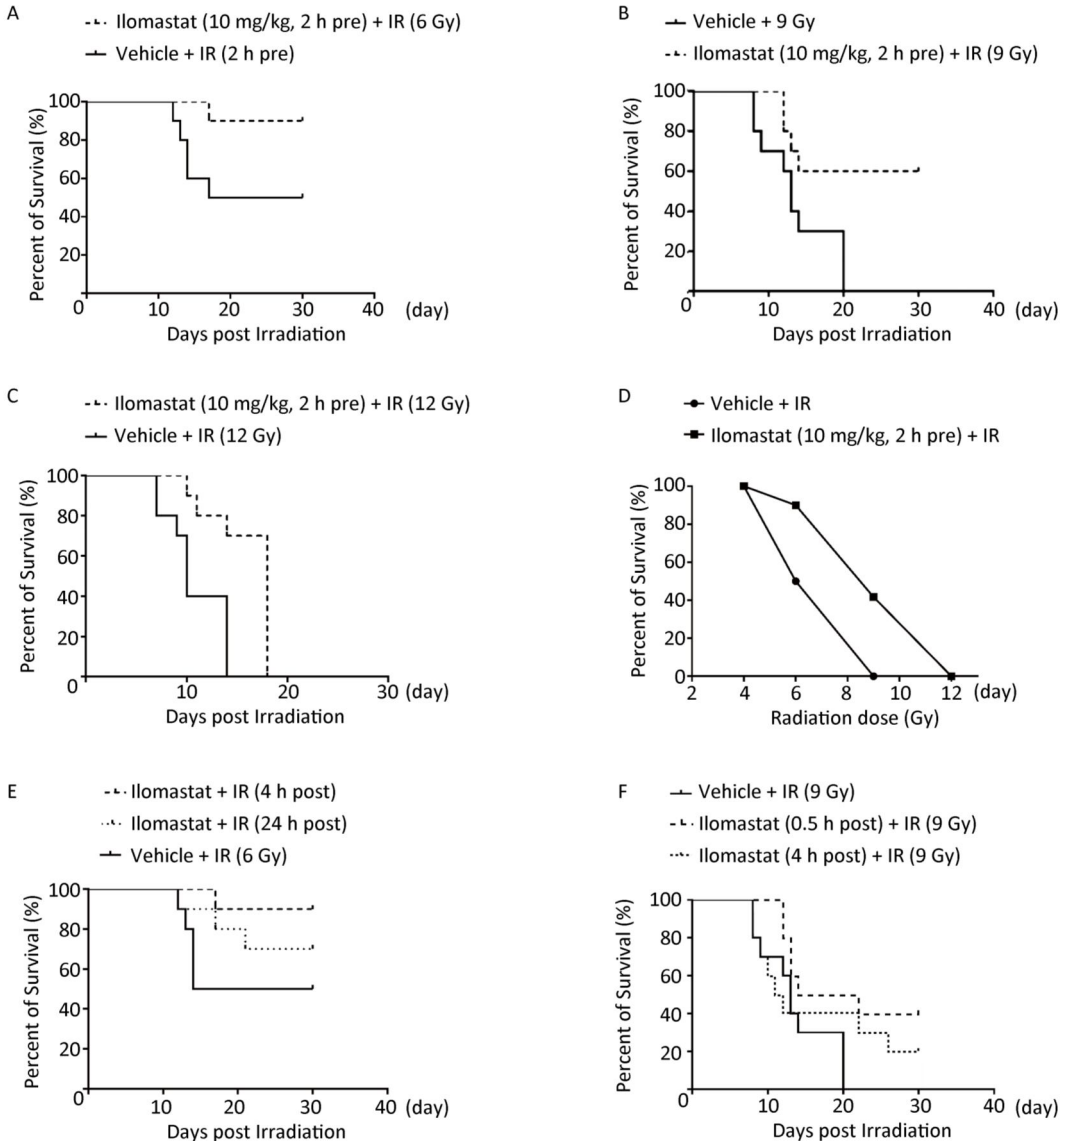 A
Ilomastat (10 mg/kg, 2 h pre) + IR (6 Gy)
Vehicle + IR (2 h pre)
Percent of Survival (%)
100
80
60
40
20
0
10
20
30
40
(day)
Days post Irradiation
B
Vehicle + 9 Gy
Ilomastat (10 mg/kg, 2 h pre) + IR (9 Gy)
Percent of Survival (%)
100
80
60
40
20
0
10
20
30
40
(day)
Days post Irradiation
C
Ilomastat (10 mg/kg, 2 h pre) + IR (12 Gy)
Vehicle + IR (12 Gy)
Percent of Survival (%)
100
80
60
40
20
0
10
20
30
(day)
Days post Irradiation
D
Vehicle + IR
Ilomastat (10 mg/kg, 2 h pre) + IR
Percent of Survival (%)
100
80
60
40
20
0
2
4
6
8
10
12
(day)
Radiation dose (Gy)
E
Ilomastat + IR (4 h post)
Ilomastat + IR (24 h post)
Vehicle + IR (6 Gy)
Percent of Survival (%)
100
80
60
40
20
0
10
20
30
40
(day)
Days post Irradiation
F
Vehicle + IR (9 Gy)
Ilomastat (0.5 h post) + IR (9 Gy)
Ilomastat (4 h post) + IR (9 Gy)
Percent of Survival (%)
100
80
60
40
20
0
10
20
30
40
(day)
Days post Irradiation